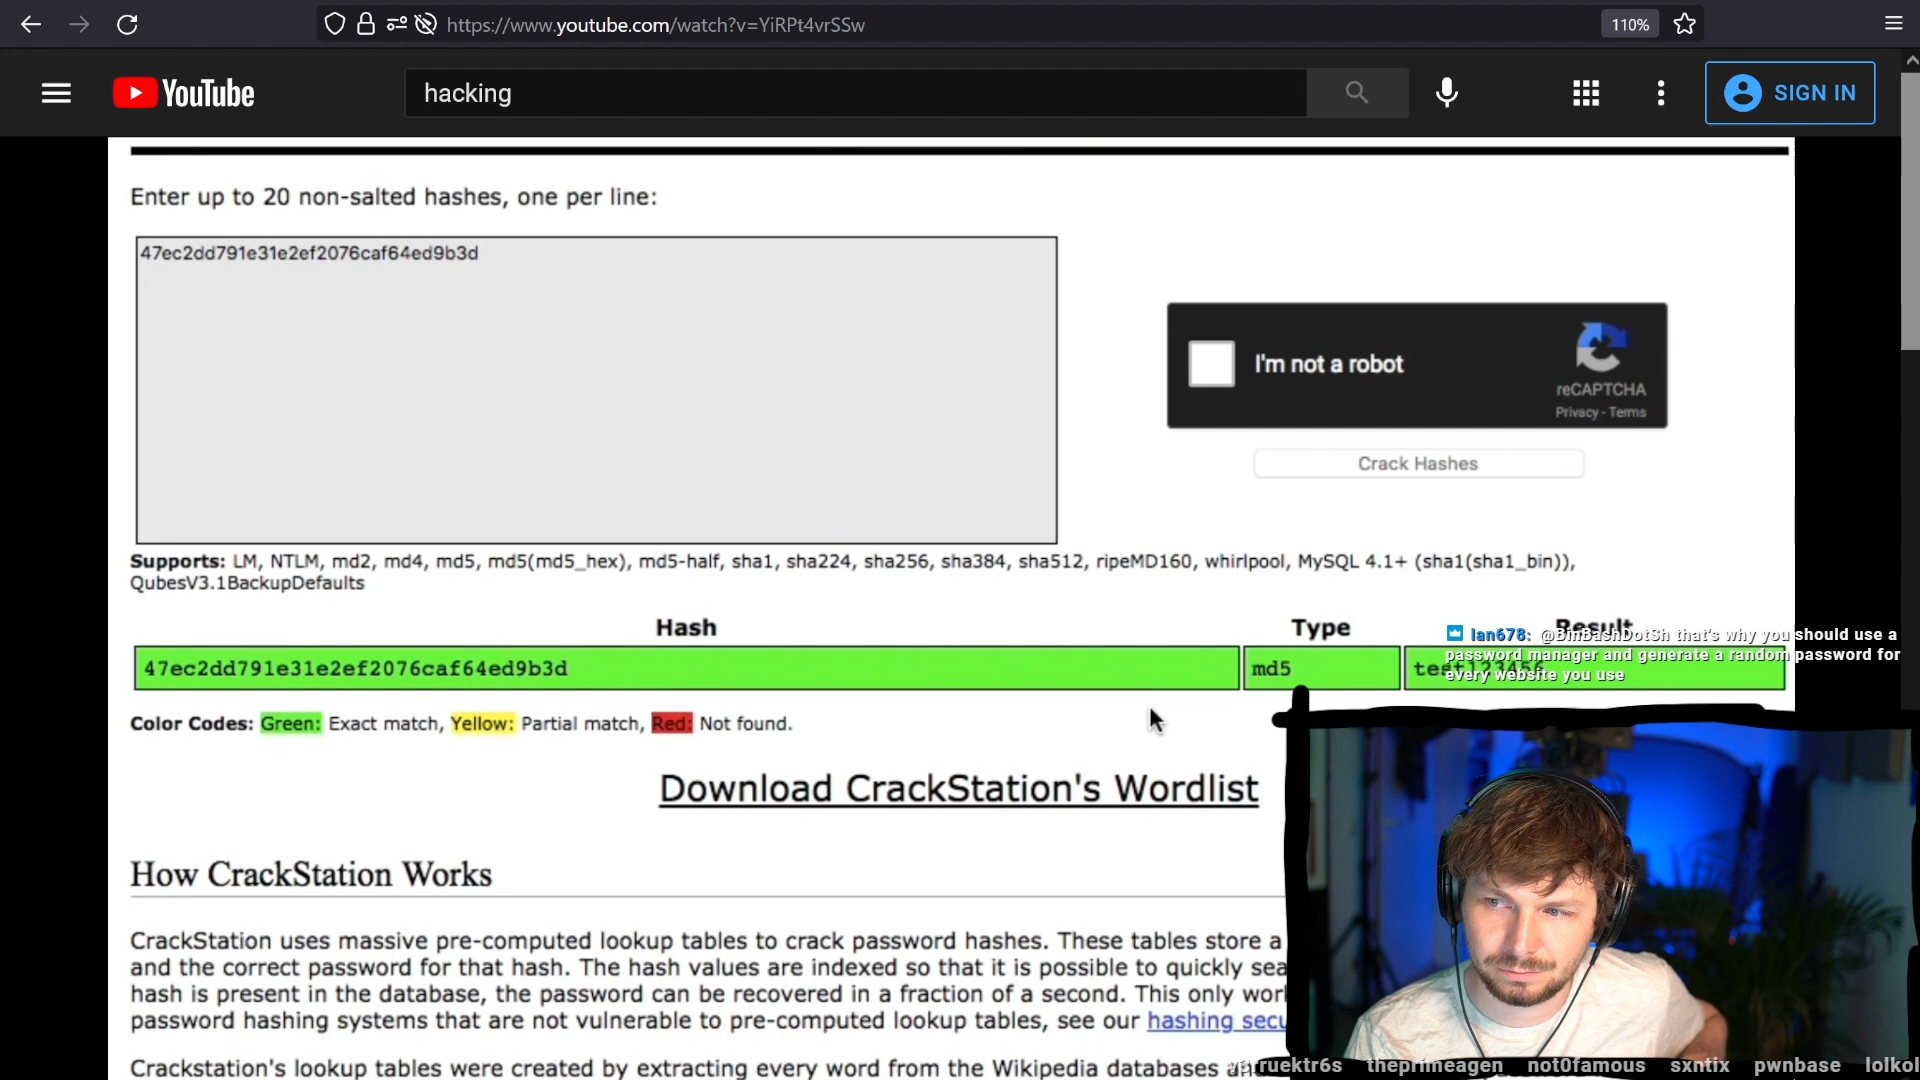 https://www.youtube.com/watch?v=YiRPt4vrSSw
110%
YouTube
hacking
SIGN IN
Enter up to 20 non-salted hashes, one per line:
47ec2dd791e31e2ef2076caf64ed9b3d
I'm not a robot
reCAPTCHA
Privacy - Terms
Crack Hashes
Supports: LM, NTLM, md2, md4, md5, md5(md5_hex), md5-half, sha1, sha224, sha256, sha384, sha512, ripeMD160, whirlpool, MySQL 4.1+ (sha1(sha1_bin)),
QubesV3.1BackupDefaults
Hash Type Result
47ec2dd791e31e2ef2076caf64ed9b3d md5 test123456
Ian678: @BinBashDotSh that's why you should use a
password manager and generate a random password for
every website you use
Color Codes: Green: Exact match, Yellow: Partial match, Red: Not found.
Download CrackStation's Wordlist
How CrackStation Works
CrackStation uses massive pre-computed lookup tables to crack password hashes. These tables store a
and the correct password for that hash. The hash values are indexed so that it is possible to quickly sea
hash is present in the database, the password can be recovered in a fraction of a second. This only wor
password hashing systems that are not vulnerable to pre-computed lookup tables, see our hashing secu
Crackstation's lookup tables were created by extracting every word from the Wikipedia databases
theprimeagen not0famous sxntix pwnbase lolkol